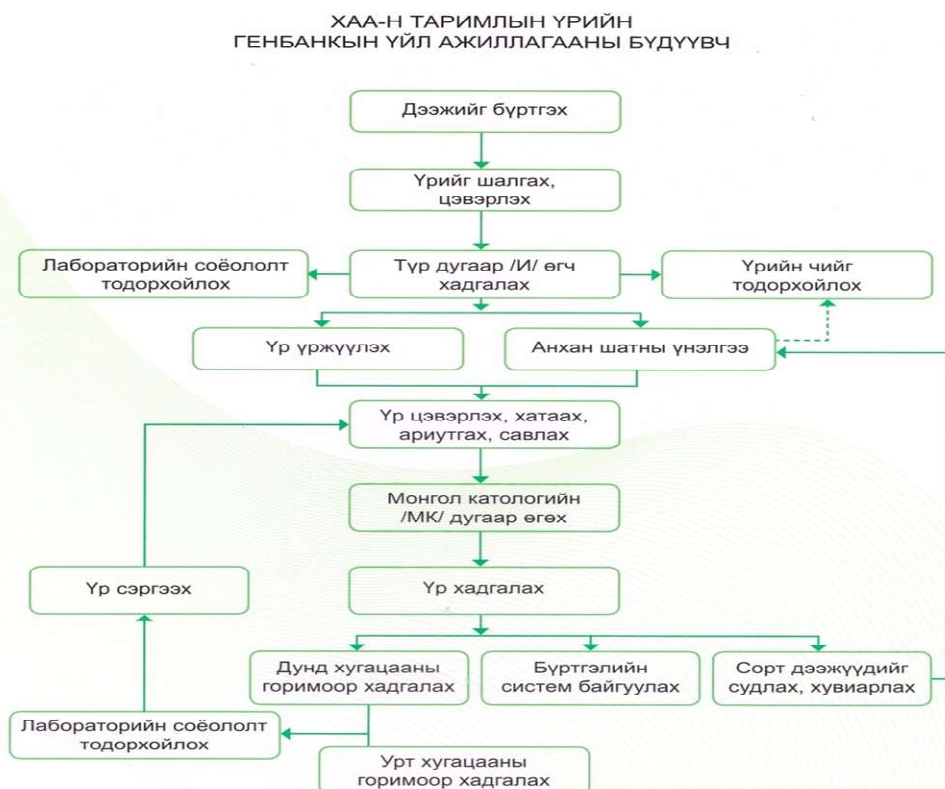 ХАА-Н ТАРИМЛЫН ҮРИЙН
ГЕНБАНКЫН ҮЙЛ АЖИЛЛАГААНЫ БҮДҮҮВЧ
Дээжийг бүртгэх
Үрийг шалгах,
цэвэрлэх
Лабораторийн соёололт
тодорхойлох
Түр дугаар /И/ өгч
хадгалах
Үрийн чийг
тодорхойлох
Үр үржүүлэх
Анхан шатны үнэлгээ
Үр цэвэрлэх, хатаах,
ариутгах, савлах
Монгол катологийн
/МК/ дугаар өгөх
Үр сэргээх
Үр хадгалах
Дунд хугацааны
горимоор хадгалах
Бүртгэлийн
систем байгуулах
Сорт дээжүүдийг
судлах, хувиарлах
Лабораторийн соёололт
тодорхойлох
Урт хугацааны
горимоор хадгалах